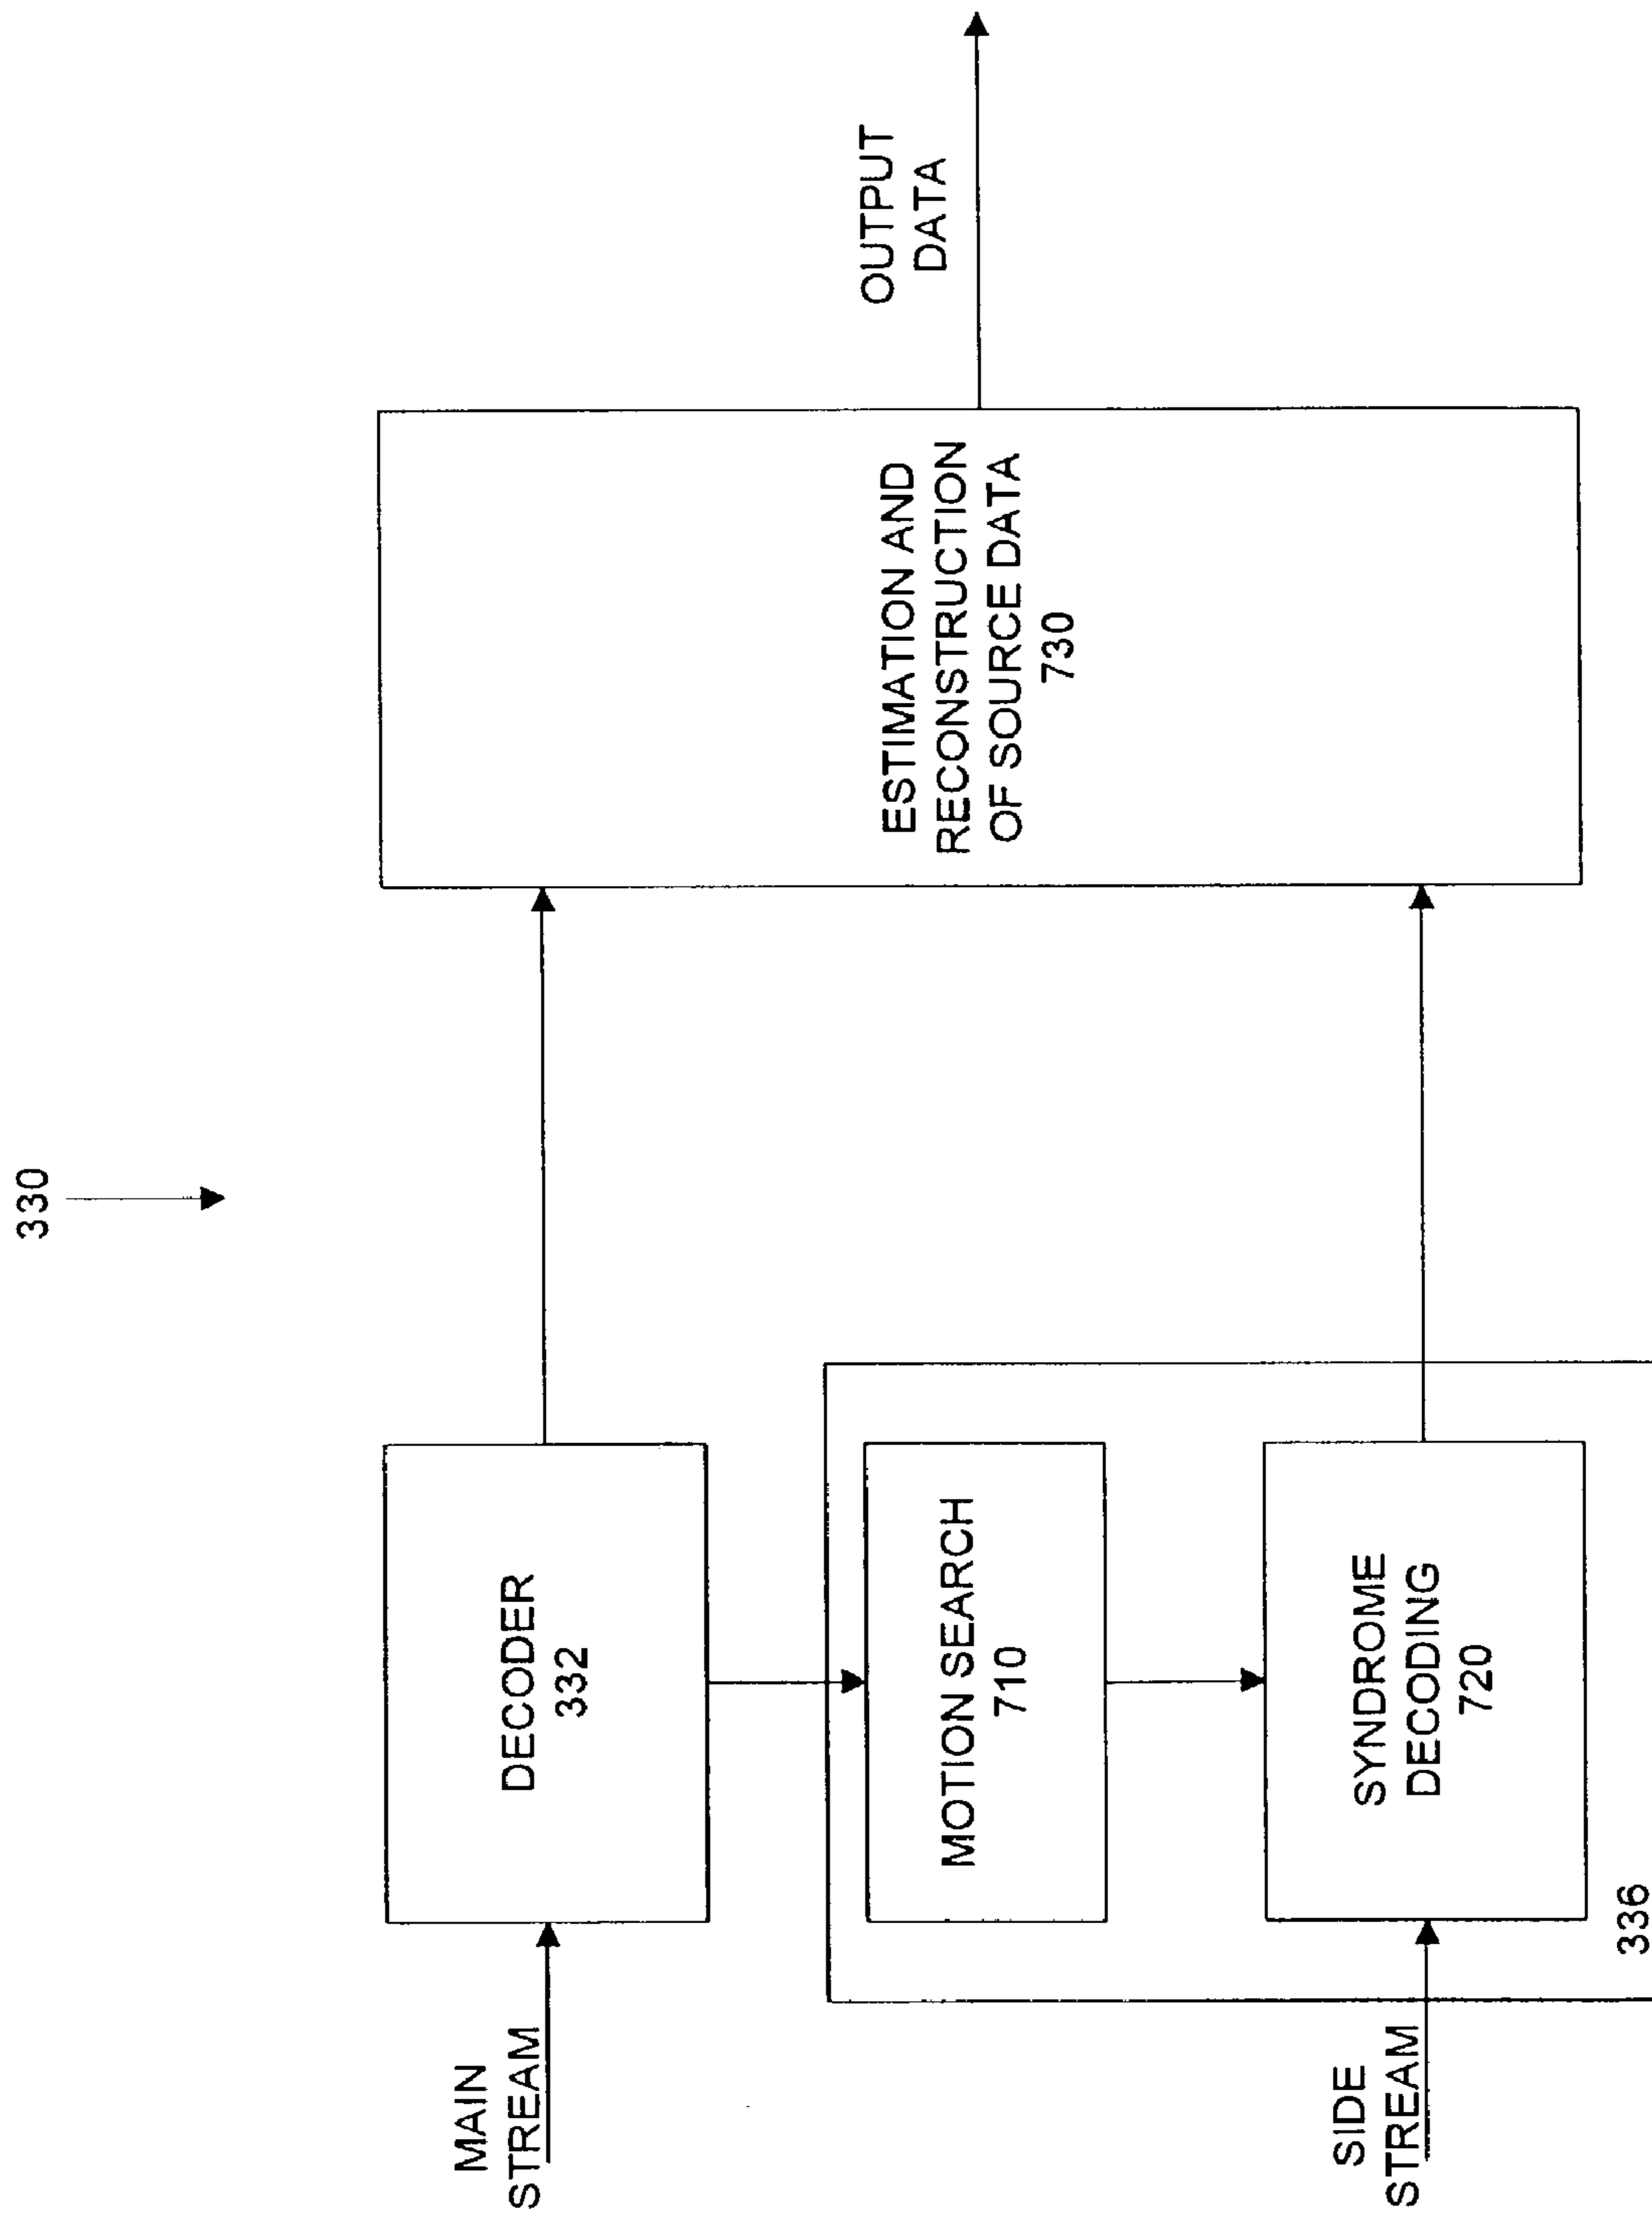 330
MAIN
STREAM
DECODER
332
MOTION SEARCH
710
SIDE
STREAM
SYNDROME
DECODING
720
336
ESTIMATION AND
RECONSTRUCTION
OF SOURCE DATA
730
OUTPUT
DATA